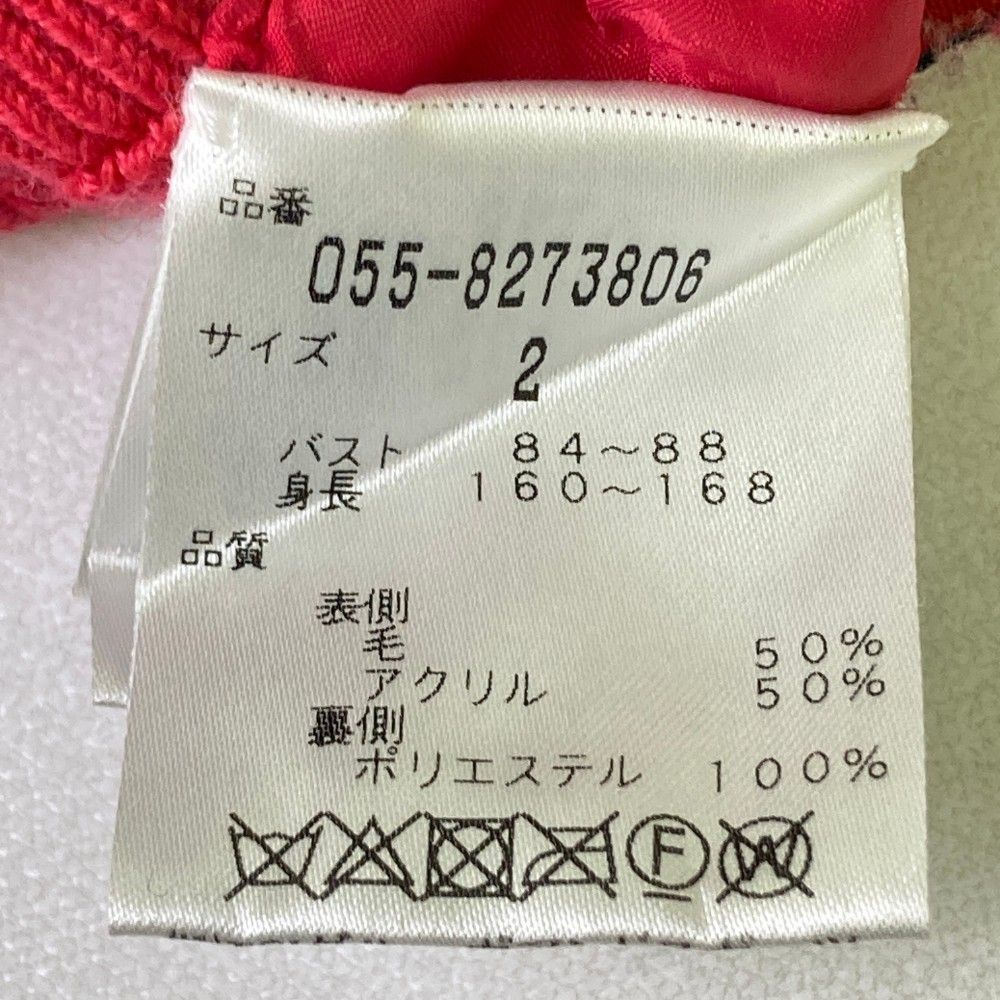 品番
055-8273806
サイズ 2
バスト 84～88
身長 160～168
品質
表側
毛 50%
アクリル 50%
裏側
ポリエステル 100%
F W